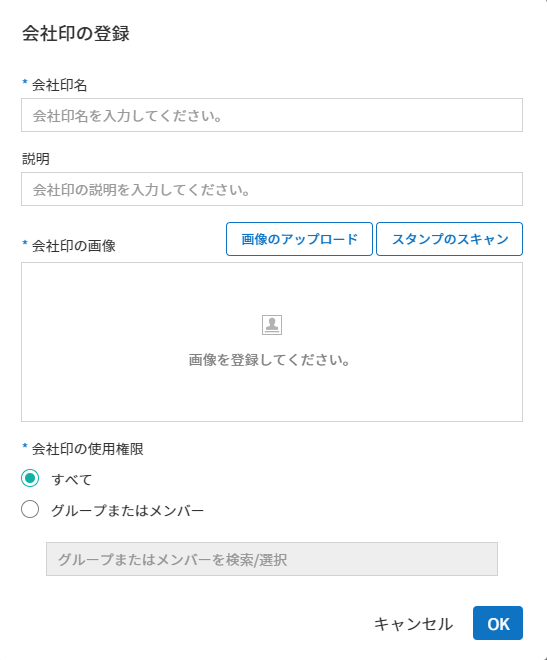 会社印の登録
* 会社印名
会社印名を入力してください。
説明
会社印の説明を入力してください。
* 会社印の画像
画像のアップロード
スタンプのスキャン
画像を登録してください。
* 会社印の使用権限
すべて
グループまたはメンバー
グループまたはメンバーを検索/選択
キャンセル
OK